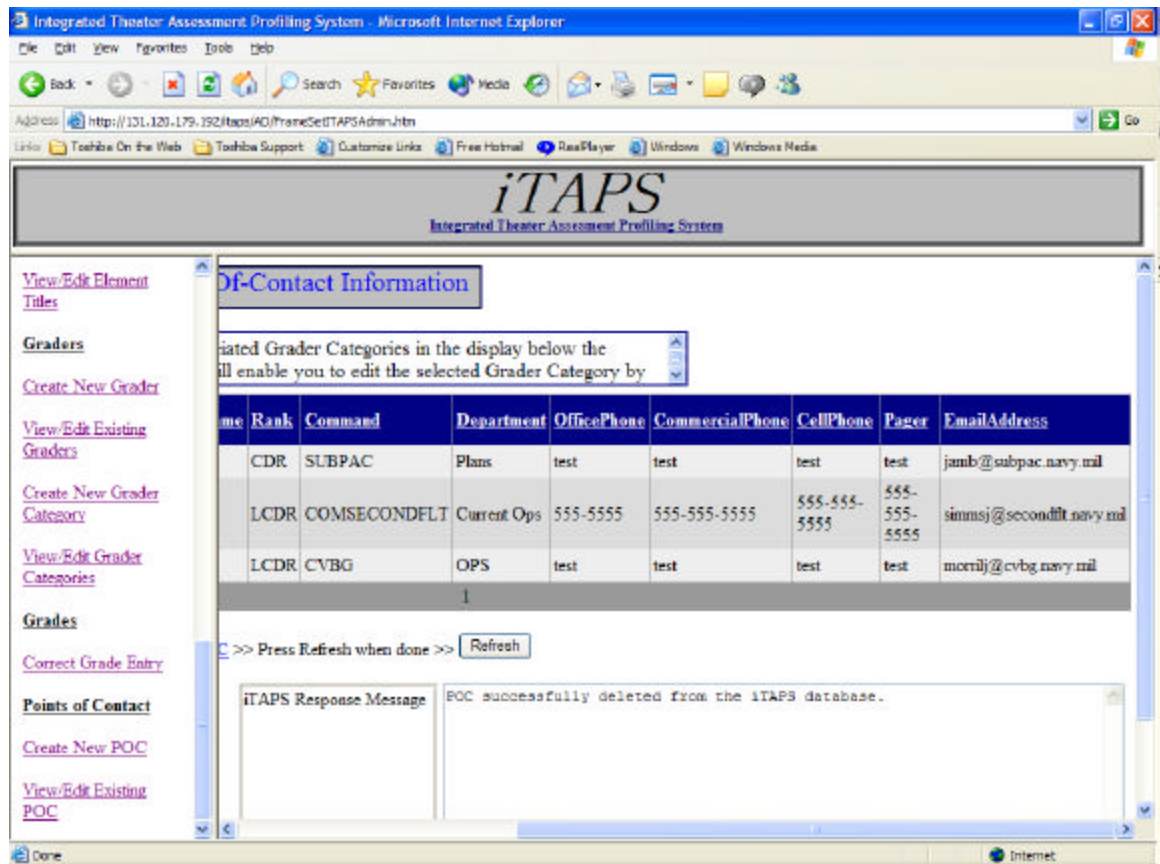 Integrated Theater Assessment Profiling System - Microsoft Internet Explorer
File Edit View Favorites Tools Help
Back Search Favorites Media
Address http://131.120.179.192/itaps/AO/FrameSetITAPSAdmin.htm Go
Links Toshiba On the Web Toshiba Support Customize Links Free Hotmail RealPlayer Windows Windows Media
iTAPS
Integrated Theater Assessment Profiling System
View/Edit Element
Titles
Graders
Create New Grader
View/Edit Existing
Graders
Create New Grader
Category
View/Edit Grader
Categories
Grades
Correct Grade Entry
Points of Contact
Create New POC
View/Edit Existing
POC
Of-Contact Information
iated Grader Categories in the display below the
ill enable you to edit the selected Grader Category by
me Rank Command Department OfficePhone CommercialPhone CellPhone Pager EmailAddress
CDR SUBPAC Plans test test test test jamb@subpac.navy.mil
LCDR COMSECONDFLT Current Ops 555-5555 555-555-5555 555-555-5555 555-555-5555 simmsj@secondflt.navy.mil
LCDR CVBG OPS test test test test morrilj@cvbg.navy.mil
1
C >> Press Refresh when done >> Refresh
iTAPS Response Message
POC successfully deleted from the iTAPS database.
Done Internet